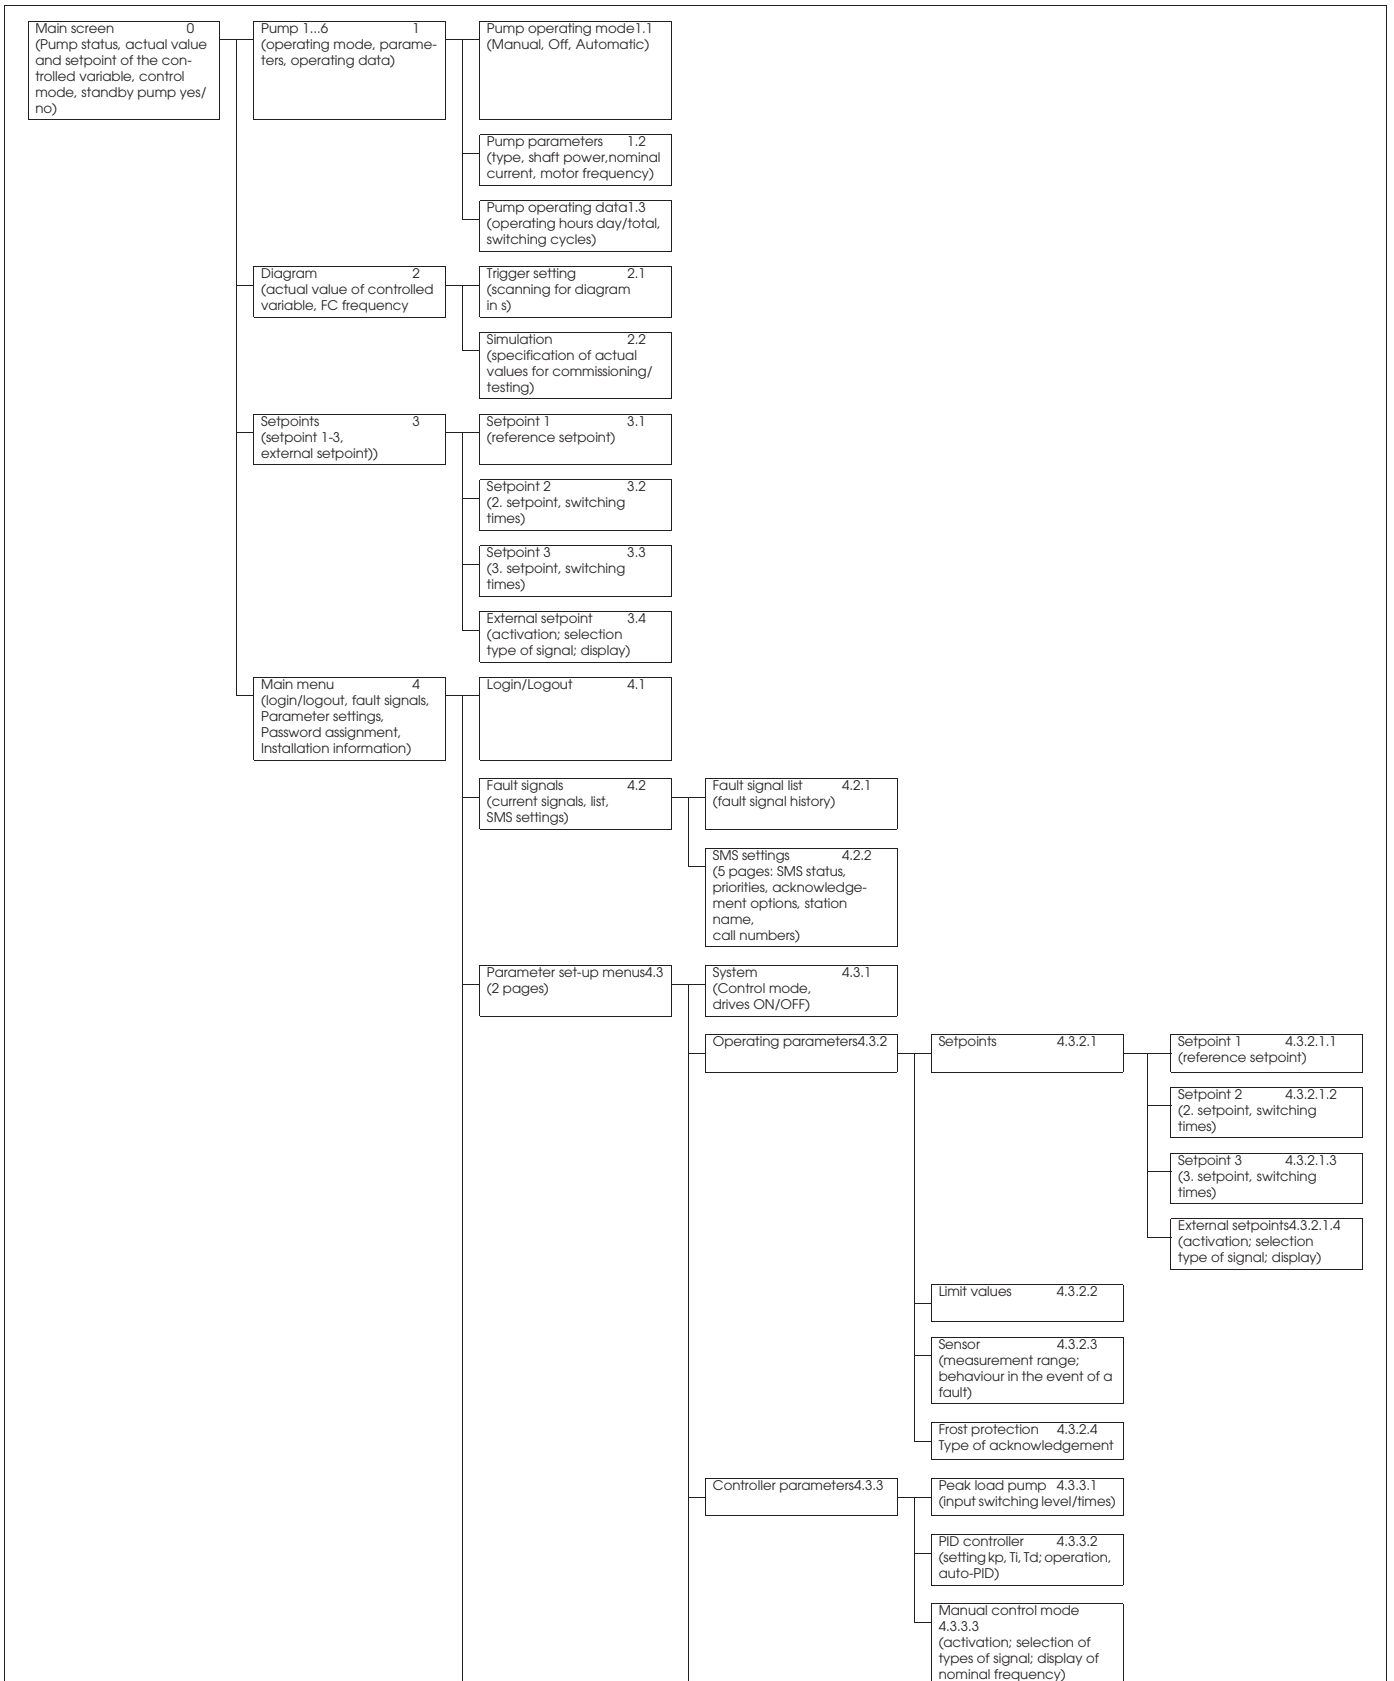 Main screen 0
(Pump status, actual value
and setpoint of the con-
trolled variable, control
mode, standby pump yes/
no)
Pump 1...6 1
(operating mode, parame-
ters, operating data)
Pump operating mode1.1
(Manual, Off, Automatic)
Pump parameters 1.2
(type, shaft power,nominal
current, motor frequency)
Pump operating data1.3
(operating hours day/total,
switching cycles)
Diagram 2
(actual value of controlled
variable, FC frequency
Trigger setting 2.1
(scanning for diagram
in s)
Simulation 2.2
(specification of actual
values for commissioning/
testing)
Setpoints 3
(setpoint 1-3,
external setpoint))
Setpoint 1 3.1
(reference setpoint)
Setpoint 2 3.2
(2. setpoint, switching
times)
Setpoint 3 3.3
(3. setpoint, switching
times)
External setpoint 3.4
(activation; selection
type of signal; display)
Main menu 4
(login/logout, fault signals,
Parameter settings,
Password assignment,
Installation information)
Login/Logout 4.1
Fault signals 4.2
(current signals, list,
SMS settings)
Fault signal list 4.2.1
(fault signal history)
SMS settings 4.2.2
(5 pages: SMS status,
priorities, acknowledge-
ment options, station
name,
call numbers)
Parameter set-up menus4.3
(2 pages)
System 4.3.1
(Control mode,
drives ON/OFF)
Operating parameters4.3.2
Setpoints 4.3.2.1
Setpoint 1 4.3.2.1.1
(reference setpoint)
Setpoint 2 4.3.2.1.2
(2. setpoint, switching
times)
Setpoint 3 4.3.2.1.3
(3. setpoint, switching
times)
External setpoints4.3.2.1.4
(activation; selection
type of signal; display)
Limit values 4.3.2.2
Sensor 4.3.2.3
(measurement range;
behaviour in the event of a
fault)
Frost protection 4.3.2.4
Type of acknowledgement
Controller parameters4.3.3
Peak load pump 4.3.3.1
(input switching level/times)
PID controller 4.3.3.2
(setting kp, Ti, Td; operation,
auto-PID)
Manual control mode
4.3.3.3
(activation; selection of
types of signal; display of
nominal frequency)